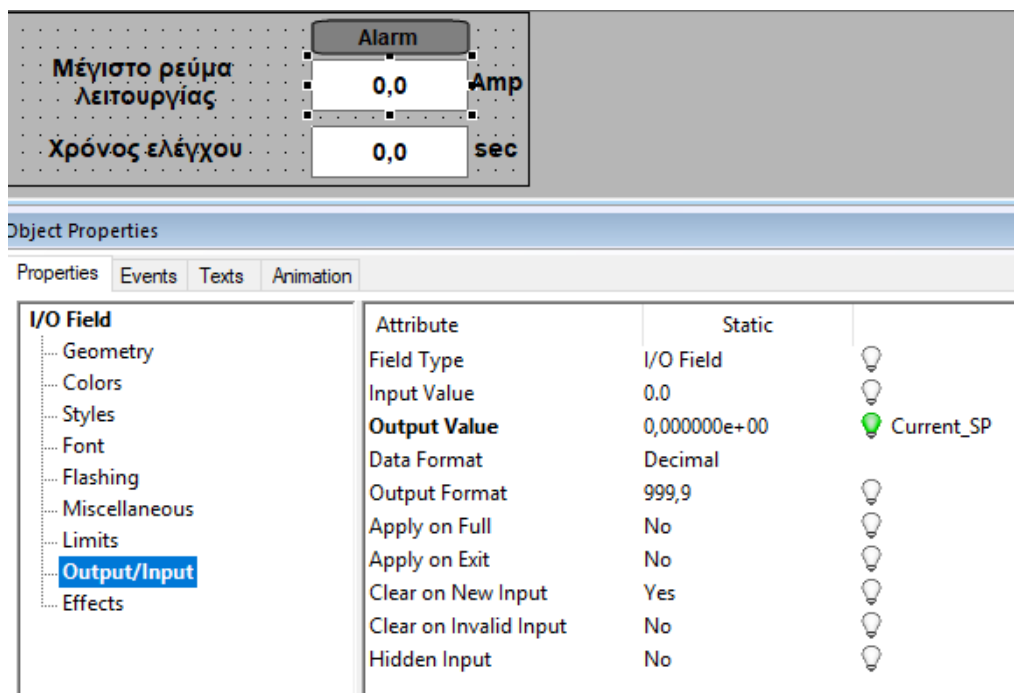 Alarm
Μέγιστο ρεύμα
λειτουργίας
0,0
Amp
Χρόνος ελέγχου
0,0
sec
Object Properties
Properties
Events
Texts
Animation
I/O Field
Geometry
Colors
Styles
Font
Flashing
Miscellaneous
Limits
Output/Input
Effects
Attribute Static
Field Type I/O Field
Input Value 0.0
Output Value 0,000000e+00 Current_SP
Data Format Decimal
Output Format 999,9
Apply on Full No
Apply on Exit No
Clear on New Input Yes
Clear on Invalid Input No
Hidden Input No